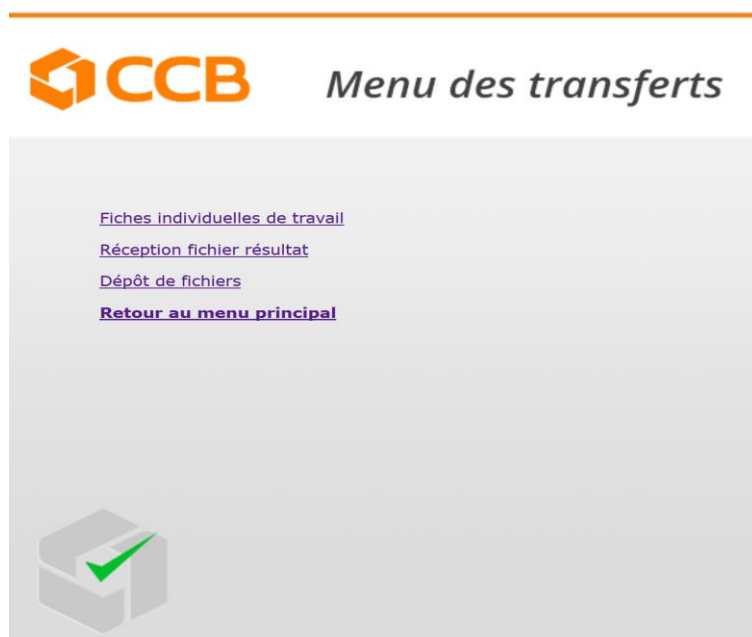 CCB Menu des transferts
Fiches individuelles de travail
Réception fichier résultat
Dépôt de fichiers
Retour au menu principal